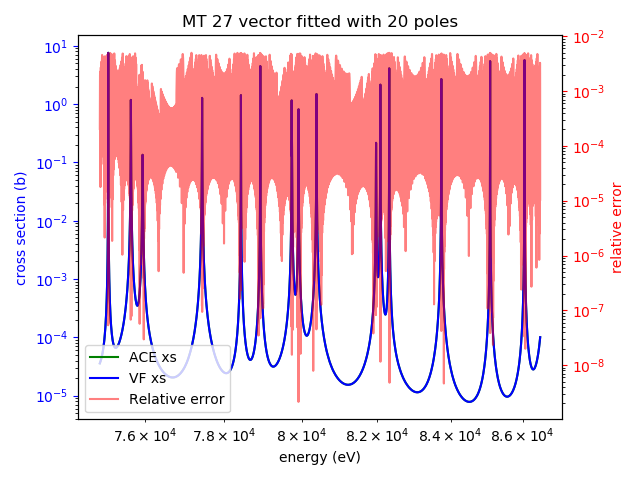 MT 27 vector fitted with 20 poles
cross section (b)
10¹
10⁰
10⁻¹
10⁻²
10⁻³
10⁻⁴
10⁻⁵
10⁻²
10⁻³
10⁻⁴
10⁻⁵
10⁻⁶
10⁻⁷
10⁻⁸
relative error
ACE xs
VF xs
Relative error
7.6 × 10⁴ 7.8 × 10⁴ 8 × 10⁴ 8.2 × 10⁴ 8.4 × 10⁴ 8.6 × 10⁴
energy (eV)